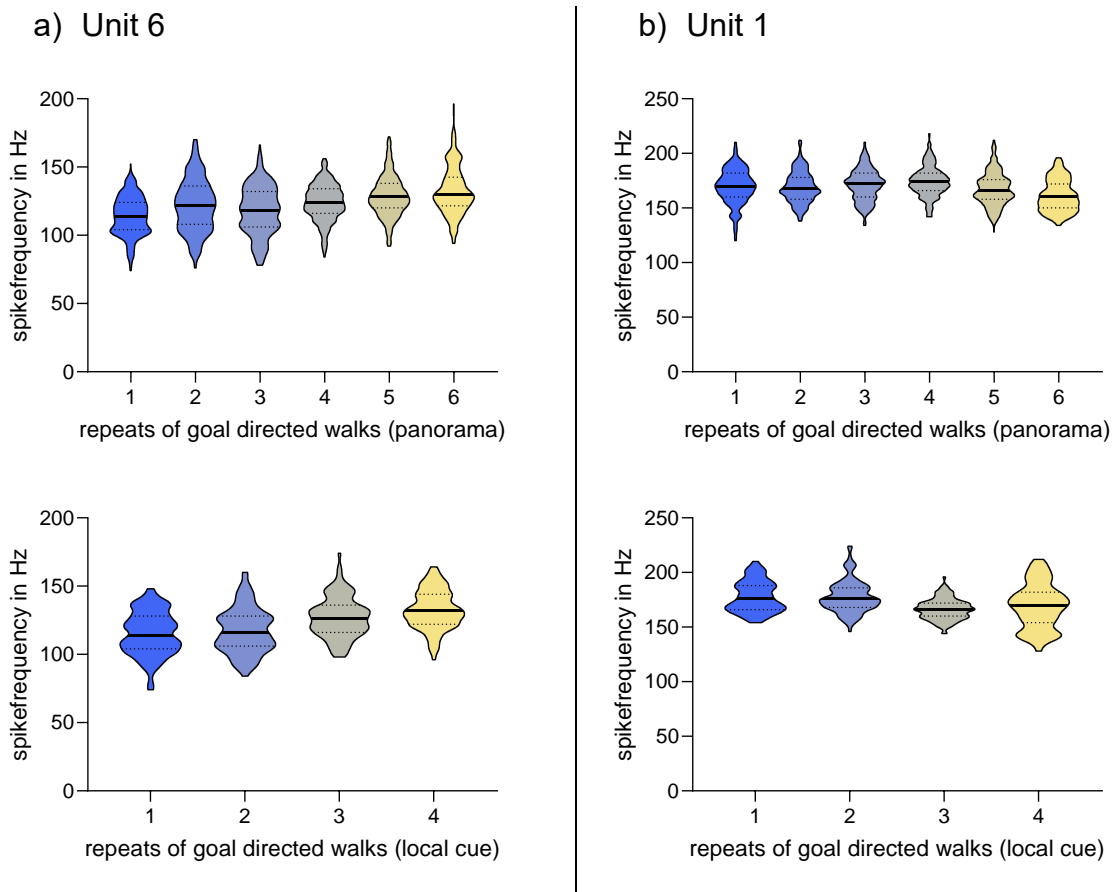 a) Unit 6
200
150
100
50
0
spikefrequency in Hz
1 2 3 4 5 6
repeats of goal directed walks (panorama)
200
150
100
50
0
spikefrequency in Hz
1 2 3 4
repeats of goal directed walks (local cue)
b) Unit 1
250
200
150
100
50
0
spikefrequency in Hz
1 2 3 4 5 6
repeats of goal directed walks (panorama)
250
200
150
100
50
0
spikefrequency in Hz
1 2 3 4
repeats of goal directed walks (local cue)